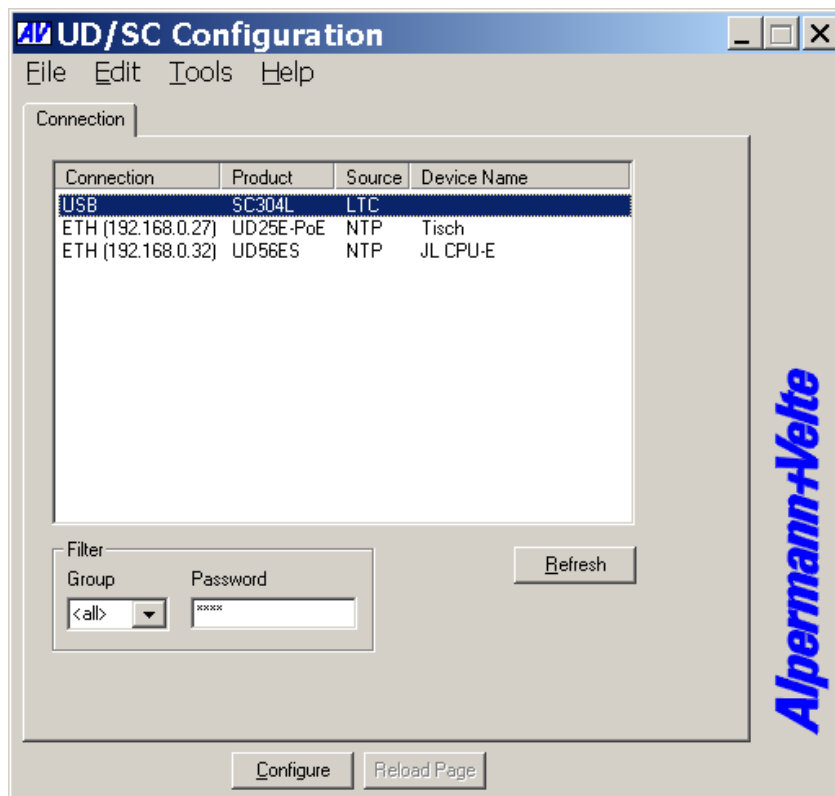 AV UD/SC Configuration
File Edit Tools Help
Connection
Connection Product Source Device Name
USB SC304L LTC
ETH (192.168.0.27) UD25E-PoE NTP Tisch
ETH (192.168.0.32) UD56ES NTP JL CPU-E
Filter
Group Password
<all> ****
Refresh
Configure Reload Page
Alpermann+Velte